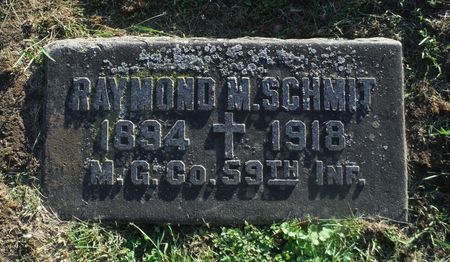 RAYMOND M. SCHMIT
1894 ✝ 1918
M. G. Co. 59TH INF.